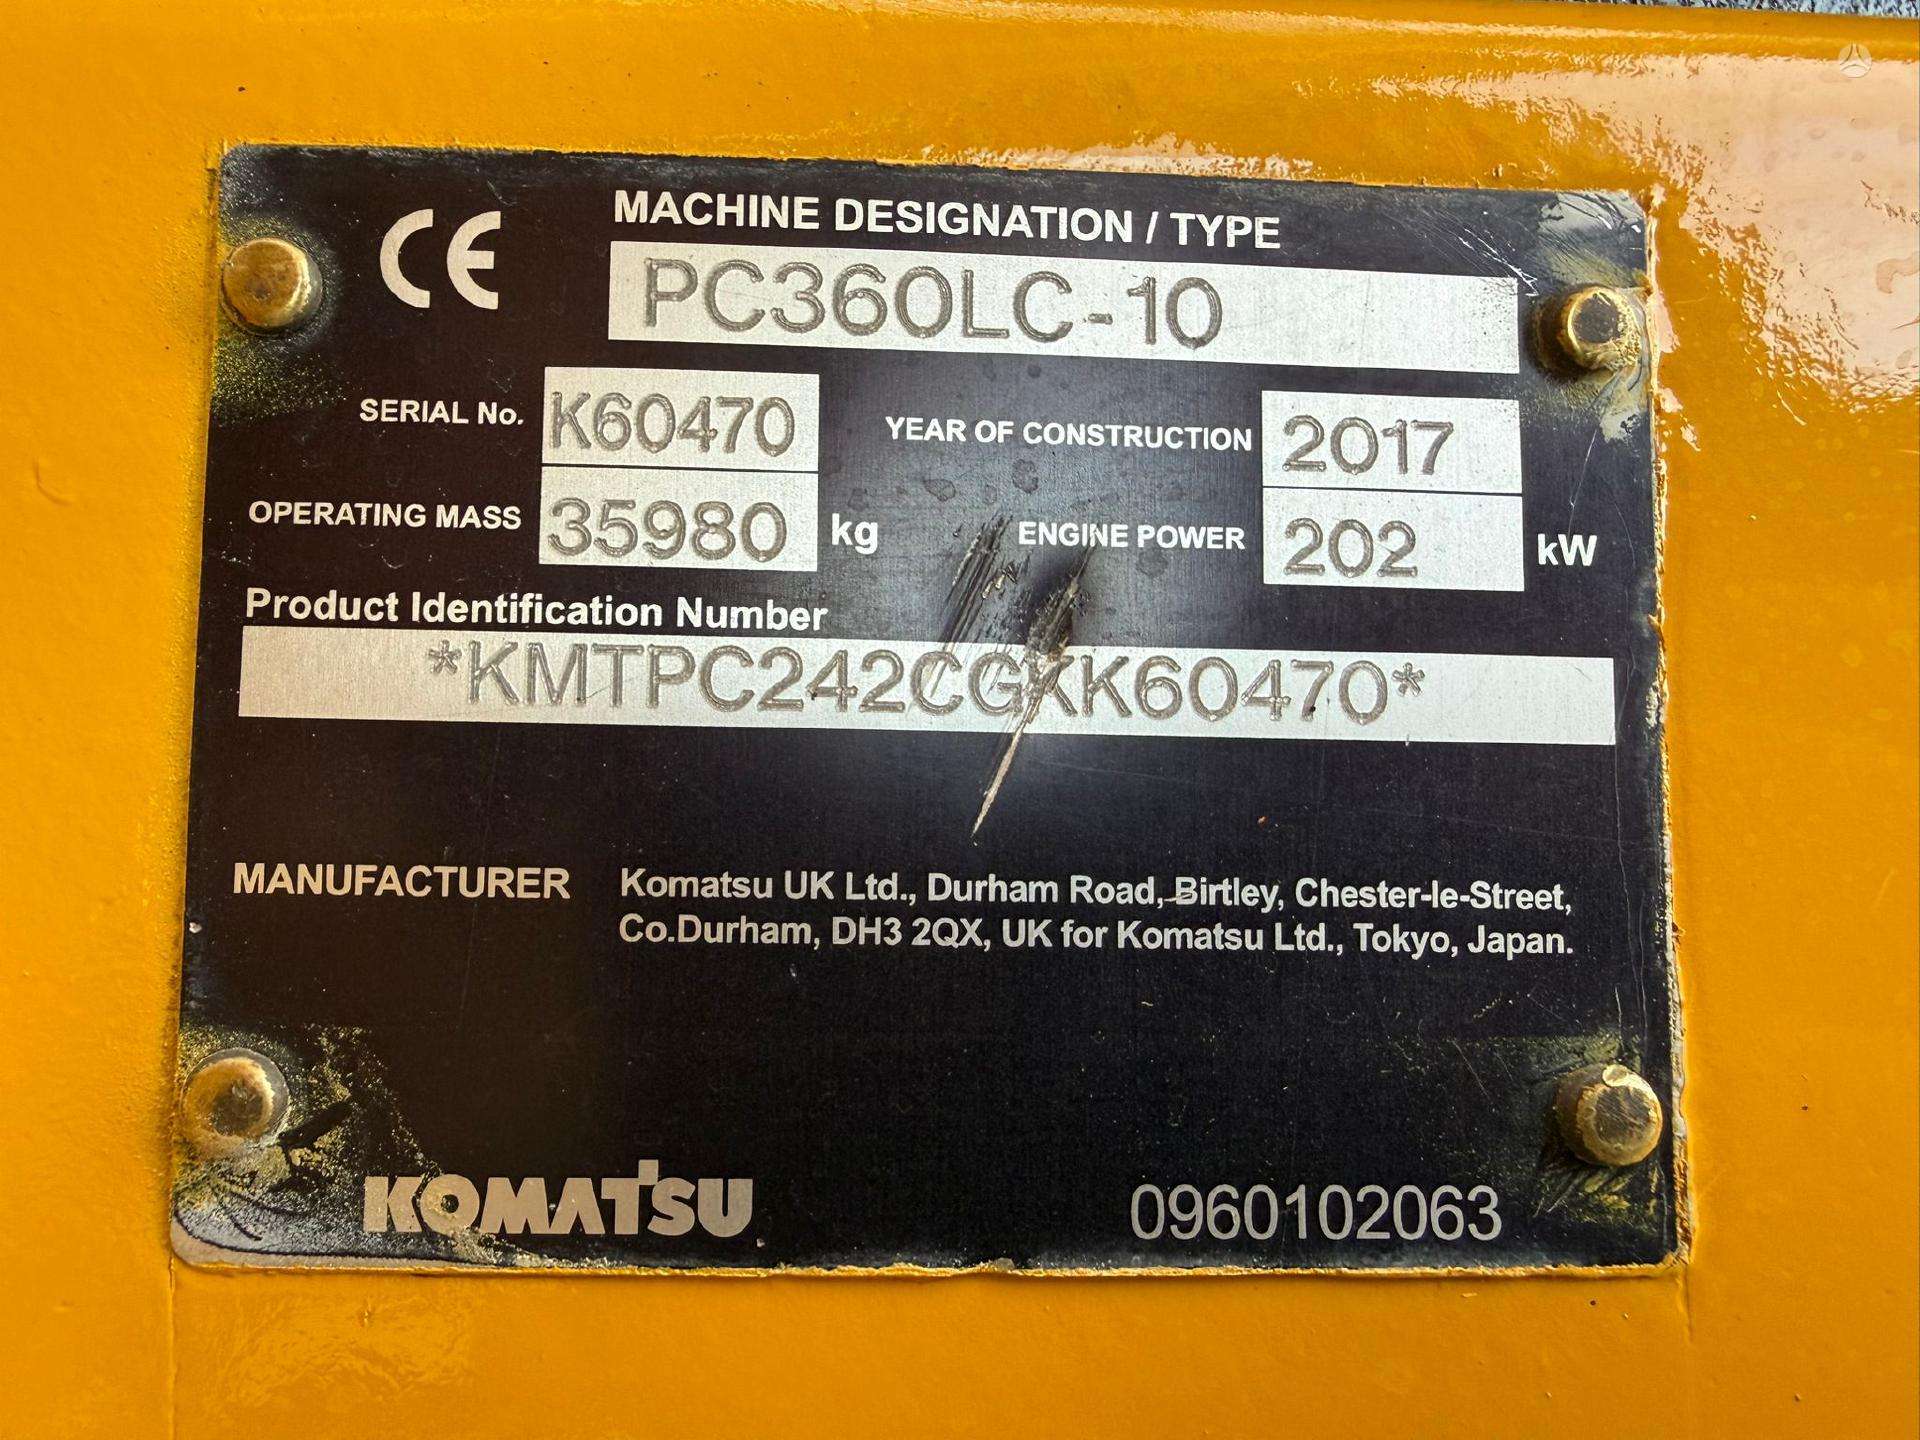 CE
MACHINE DESIGNATION / TYPE
PC360LC-10
SERIAL No. K60470 YEAR OF CONSTRUCTION 2017
OPERATING MASS 35980 kg ENGINE POWER 202 kW
Product Identification Number
*KMTPC242CGXK60470*
MANUFACTURER Komatsu UK Ltd., Durham Road, Birtley, Chester-le-Street,
Co.Durham, DH3 2QX, UK for Komatsu Ltd., Tokyo, Japan.
KOMATSU 0960102063